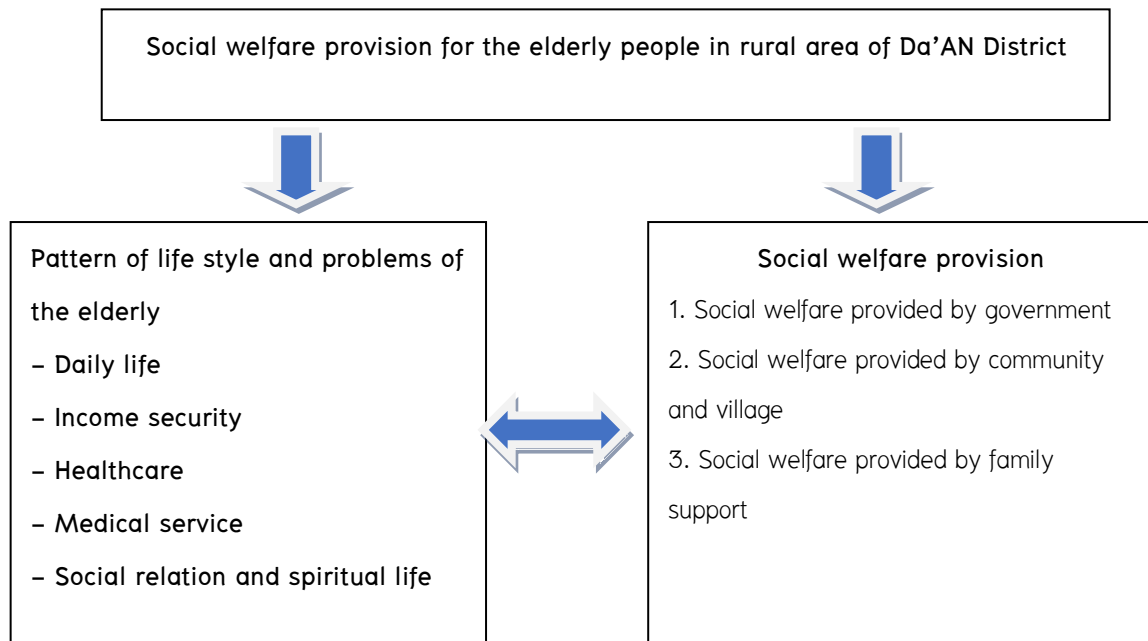 Social welfare provision for the elderly people in rural area of Da'AN District
Pattern of life style and problems of
the elderly
– Daily life
– Income security
– Healthcare
– Medical service
– Social relation and spiritual life
Social welfare provision
1. Social welfare provided by government
2. Social welfare provided by community
and village
3. Social welfare provided by family
support